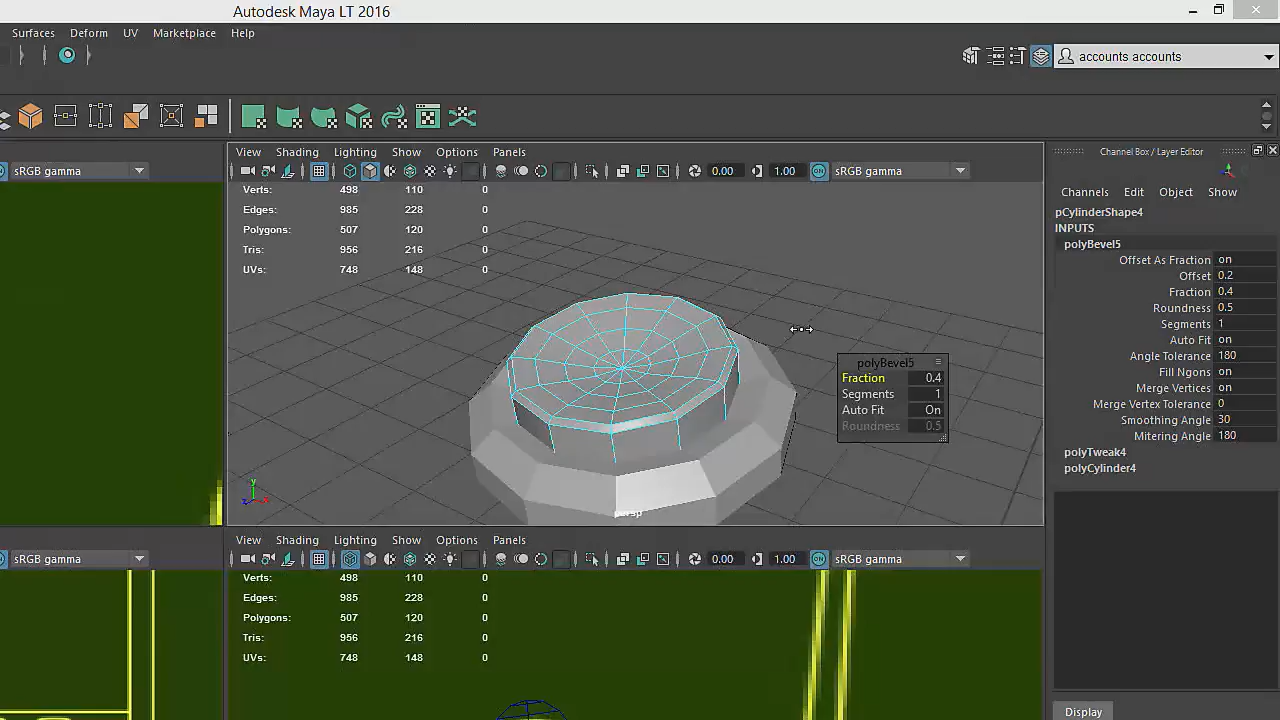 Autodesk Maya LT 2016
Surfaces Deform UV Marketplace Help
accounts accounts
sRGB gamma
View Shading Lighting Show Options Panels
0.00 1.00 ON sRGB gamma
Verts: 498 110 0
Edges: 985 228 0
Polygons: 507 120 0
Tris: 956 216 0
UVs: 748 148 0
polyBevel5
Fraction 0.4
Segments 1
Auto Fit On
Roundness 0.5
y
z x
persp
Channel Box / Layer Editor
Channels Edit Object Show
pCylinderShape4
INPUTS
polyBevel5
Offset As Fraction on
Offset 0.2
Fraction 0.4
Roundness 0.5
Segments 1
Auto Fit on
Angle Tolerance 180
Fill Ngons on
Merge Vertices on
Merge Vertex Tolerance 0
Smoothing Angle 30
Mitering Angle 180
polyTweak4
polyCylinder4
Display
sRGB gamma
View Shading Lighting Show Options Panels
0.00 1.00 ON sRGB gamma
Verts: 498 110 0
Edges: 985 228 0
Polygons: 507 120 0
Tris: 956 216 0
UVs: 748 148 0